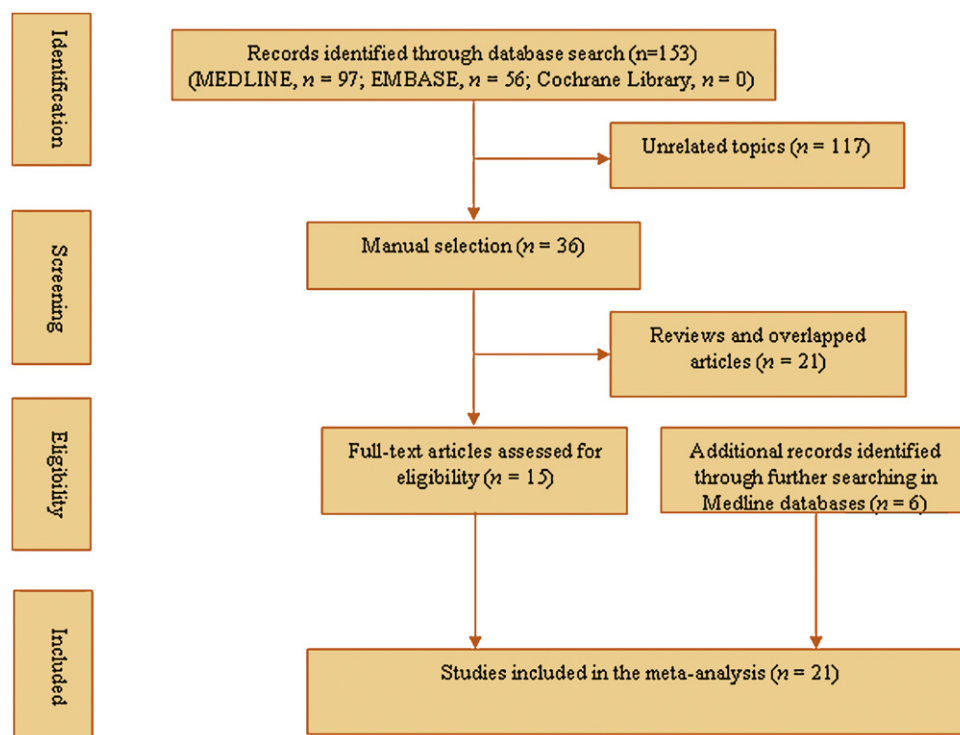 Identification
Records identified through database search (n=153)
(MEDLINE, n = 97; EMBASE, n = 56; Cochrane Library, n = 0)
Unrelated topics (n = 117)
Screening
Manual selection (n = 36)
Reviews and overlapped
articles (n = 21)
Eligibility
Full-text articles assessed for
eligibility (n = 15)
Additional records identified
through further searching in
Medline databases (n = 6)
Included
Studies included in the meta-analysis (n = 21)